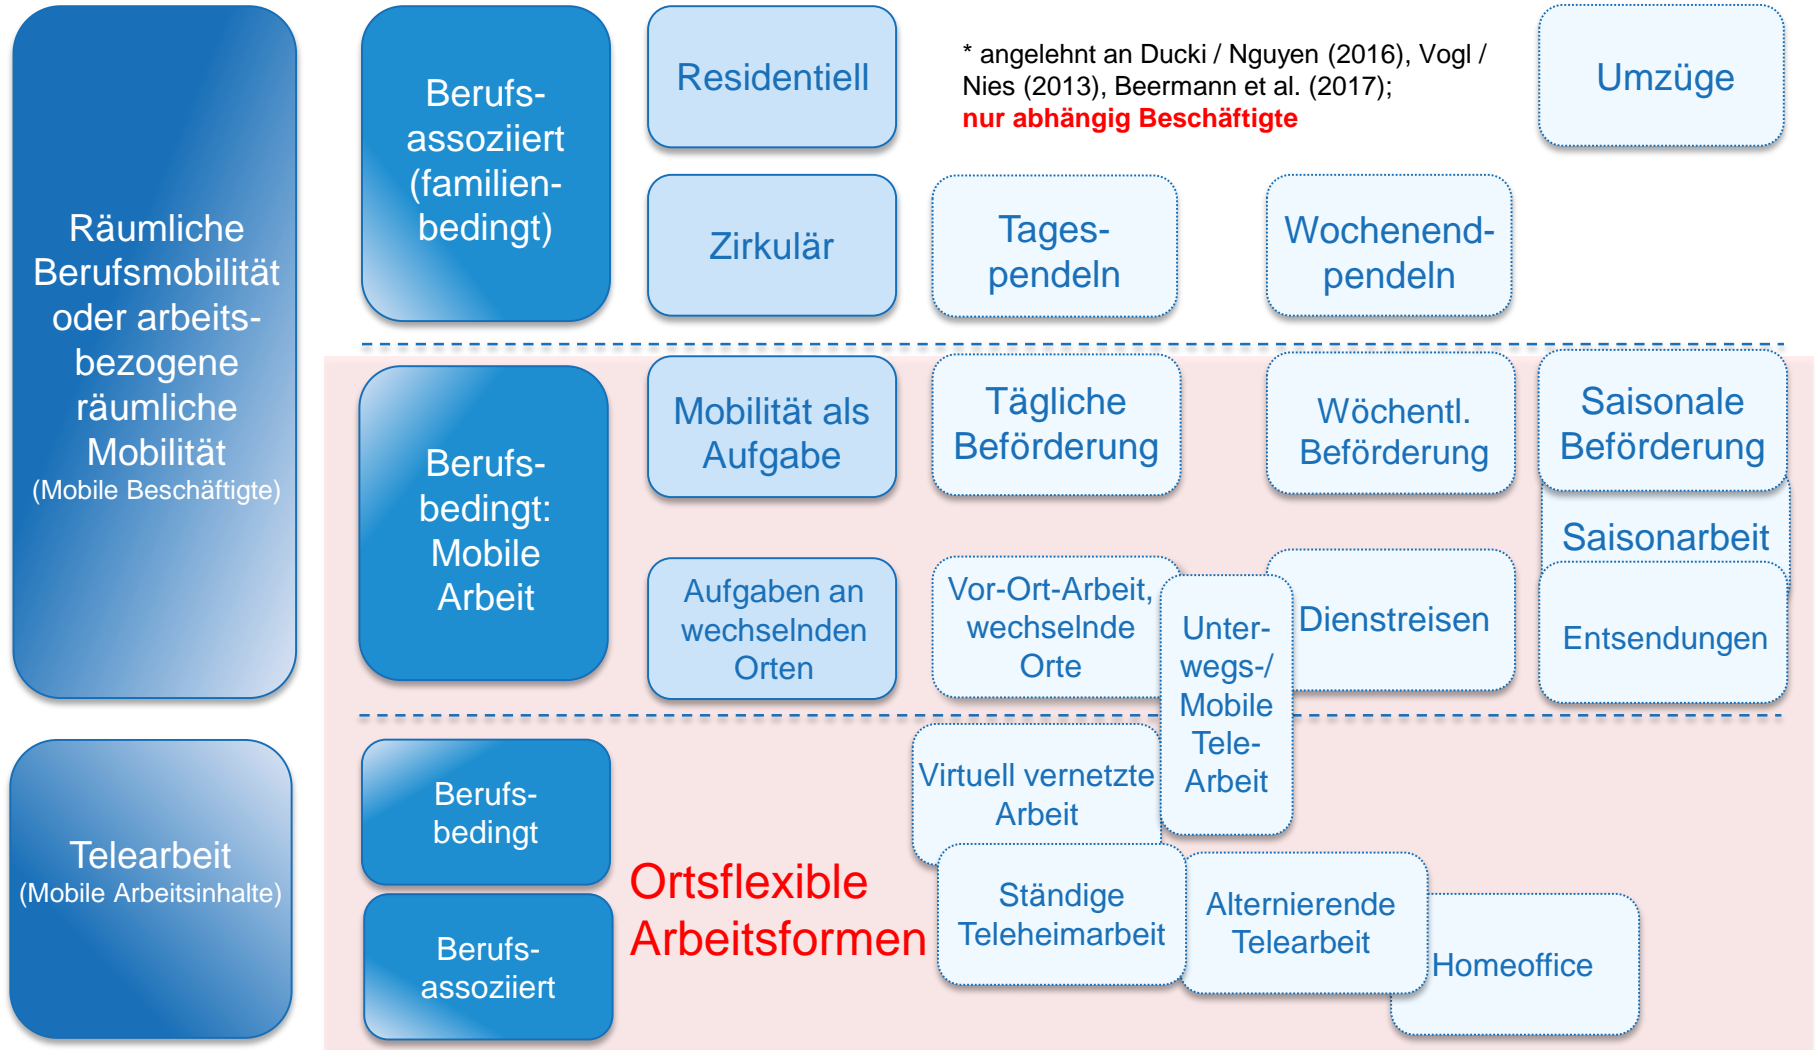 Räumliche
Berufsmobilität
oder arbeits-
bezogene
räumliche
Mobilität
(Mobile Beschäftigte)
Berufs-
assoziiert
(familien-
bedingt)
Residentiell
* angelehnt an Ducki / Nguyen (2016), Vogl /
Nies (2013), Beermann et al. (2017);
nur abhängig Beschäftigte
Umzüge
Zirkulär
Tages-
pendeln
Wochenend-
pendeln
Berufs-
bedingt:
Mobile
Arbeit
Mobilität als
Aufgabe
Tägliche
Beförderung
Wöchentl.
Beförderung
Saisonale
Beförderung
Saisonarbeit
Aufgaben an
wechselnden
Orten
Vor-Ort-Arbeit,
wechselnde
Orte
Unter-
wegs-/
Mobile
Tele-
Arbeit
Dienstreisen
Entsendungen
Telearbeit
(Mobile Arbeitsinhalte)
Berufs-
bedingt
Virtuell vernetzte
Arbeit
Berufs-
assoziiert
Ortsflexible
Arbeitsformen
Ständige
Teleheimarbeit
Alternierende
Telearbeit
Homeoffice